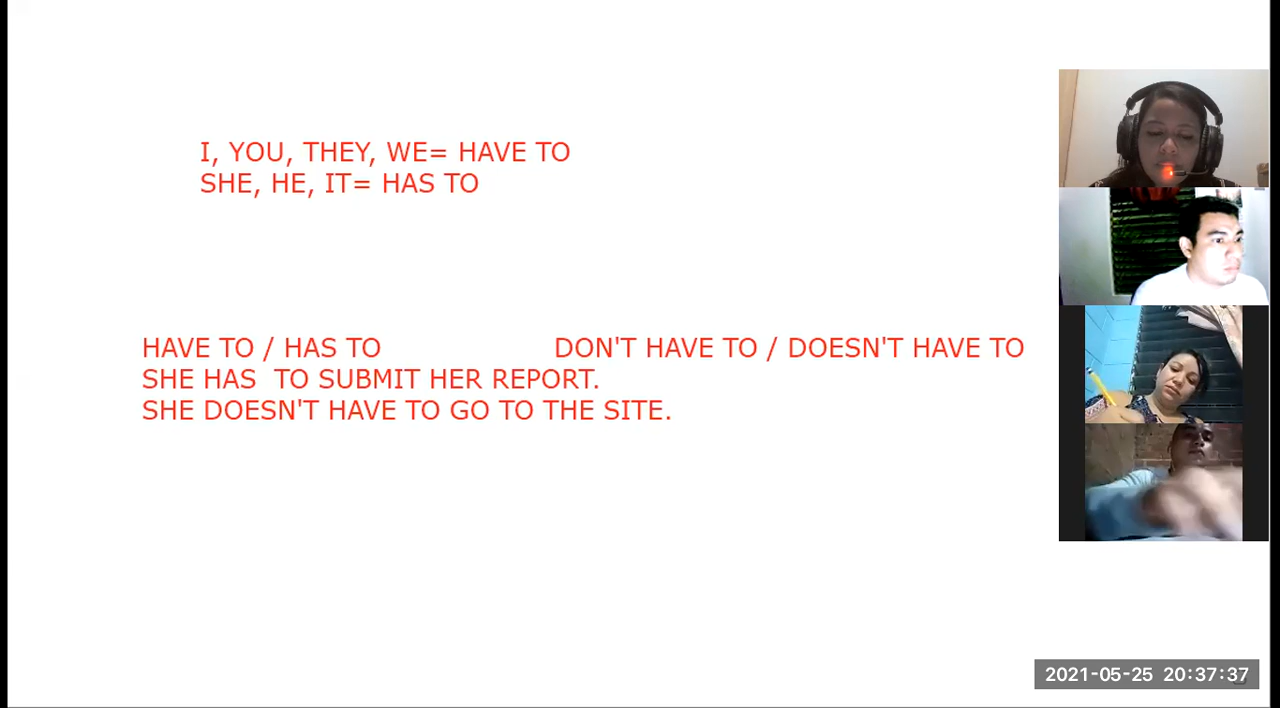 I, YOU, THEY, WE= HAVE TO
SHE, HE, IT= HAS TO
HAVE TO / HAS TO DON'T HAVE TO / DOESN'T HAVE TO
SHE HAS  TO SUBMIT HER REPORT.
SHE DOESN'T HAVE TO GO TO THE SITE.
2021-05-25 20:37:37